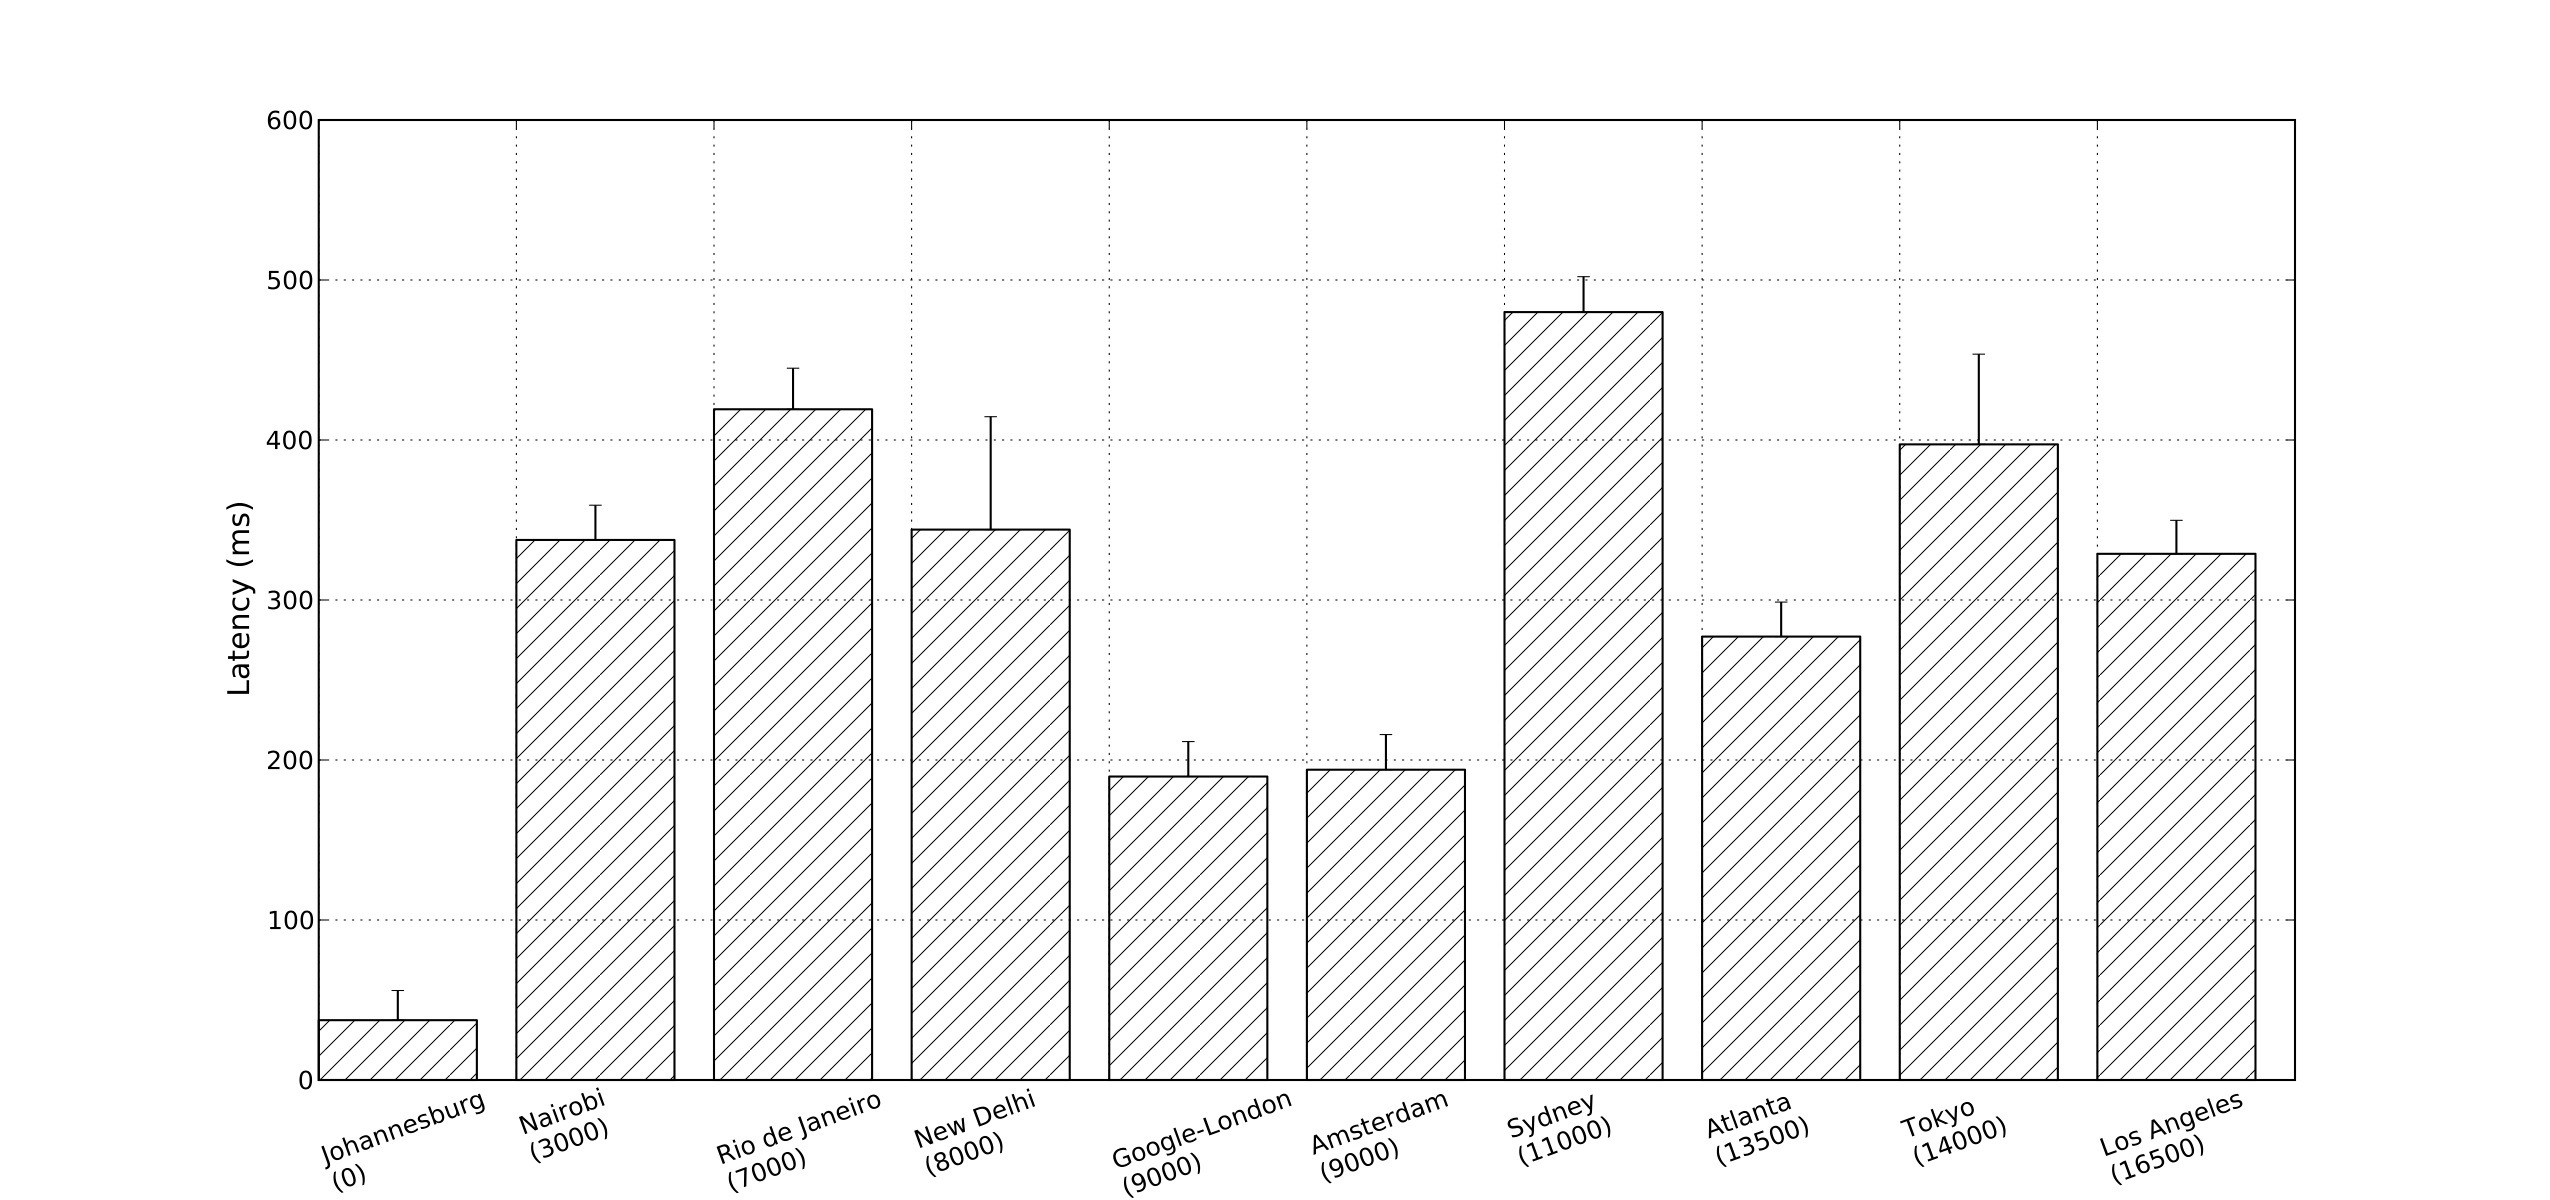 600
500
400
300
200
100
0
Latency (ms)
Johannesburg
(0)
Nairobi
(3000)
Rio de Janeiro
(7000)
New Delhi
(8000)
Google-London
(9000)
Amsterdam
(9000)
Sydney
(11000)
Atlanta
(13500)
Tokyo
(14000)
Los Angeles
(16500)